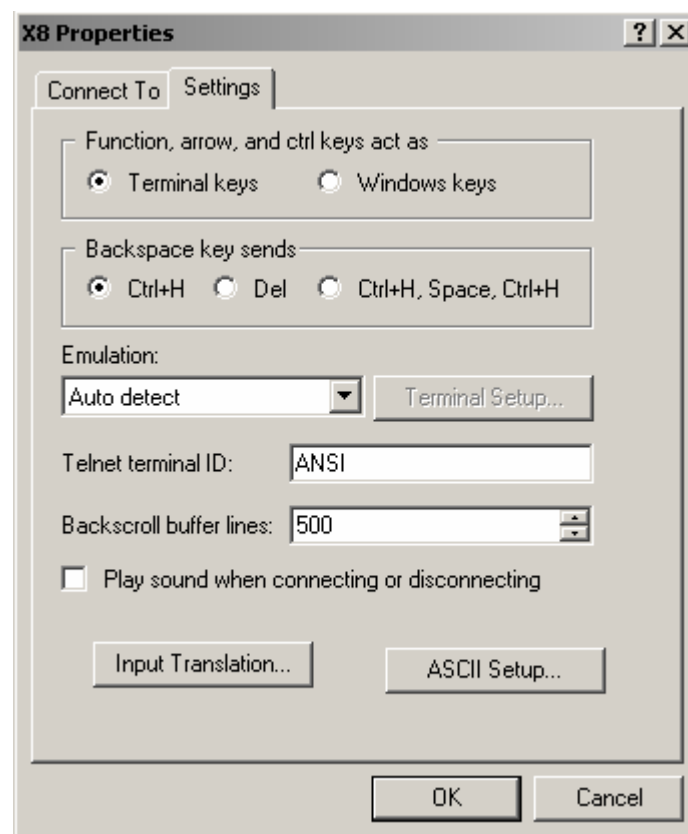 X8 Properties
Connect To Settings
Function, arrow, and ctrl keys act as
Terminal keys Windows keys
Backspace key sends
Ctrl+H Del Ctrl+H, Space, Ctrl+H
Emulation:
Auto detect Terminal Setup...
Telnet terminal ID: ANSI
Backscroll buffer lines: 500
Play sound when connecting or disconnecting
Input Translation... ASCII Setup...
OK Cancel